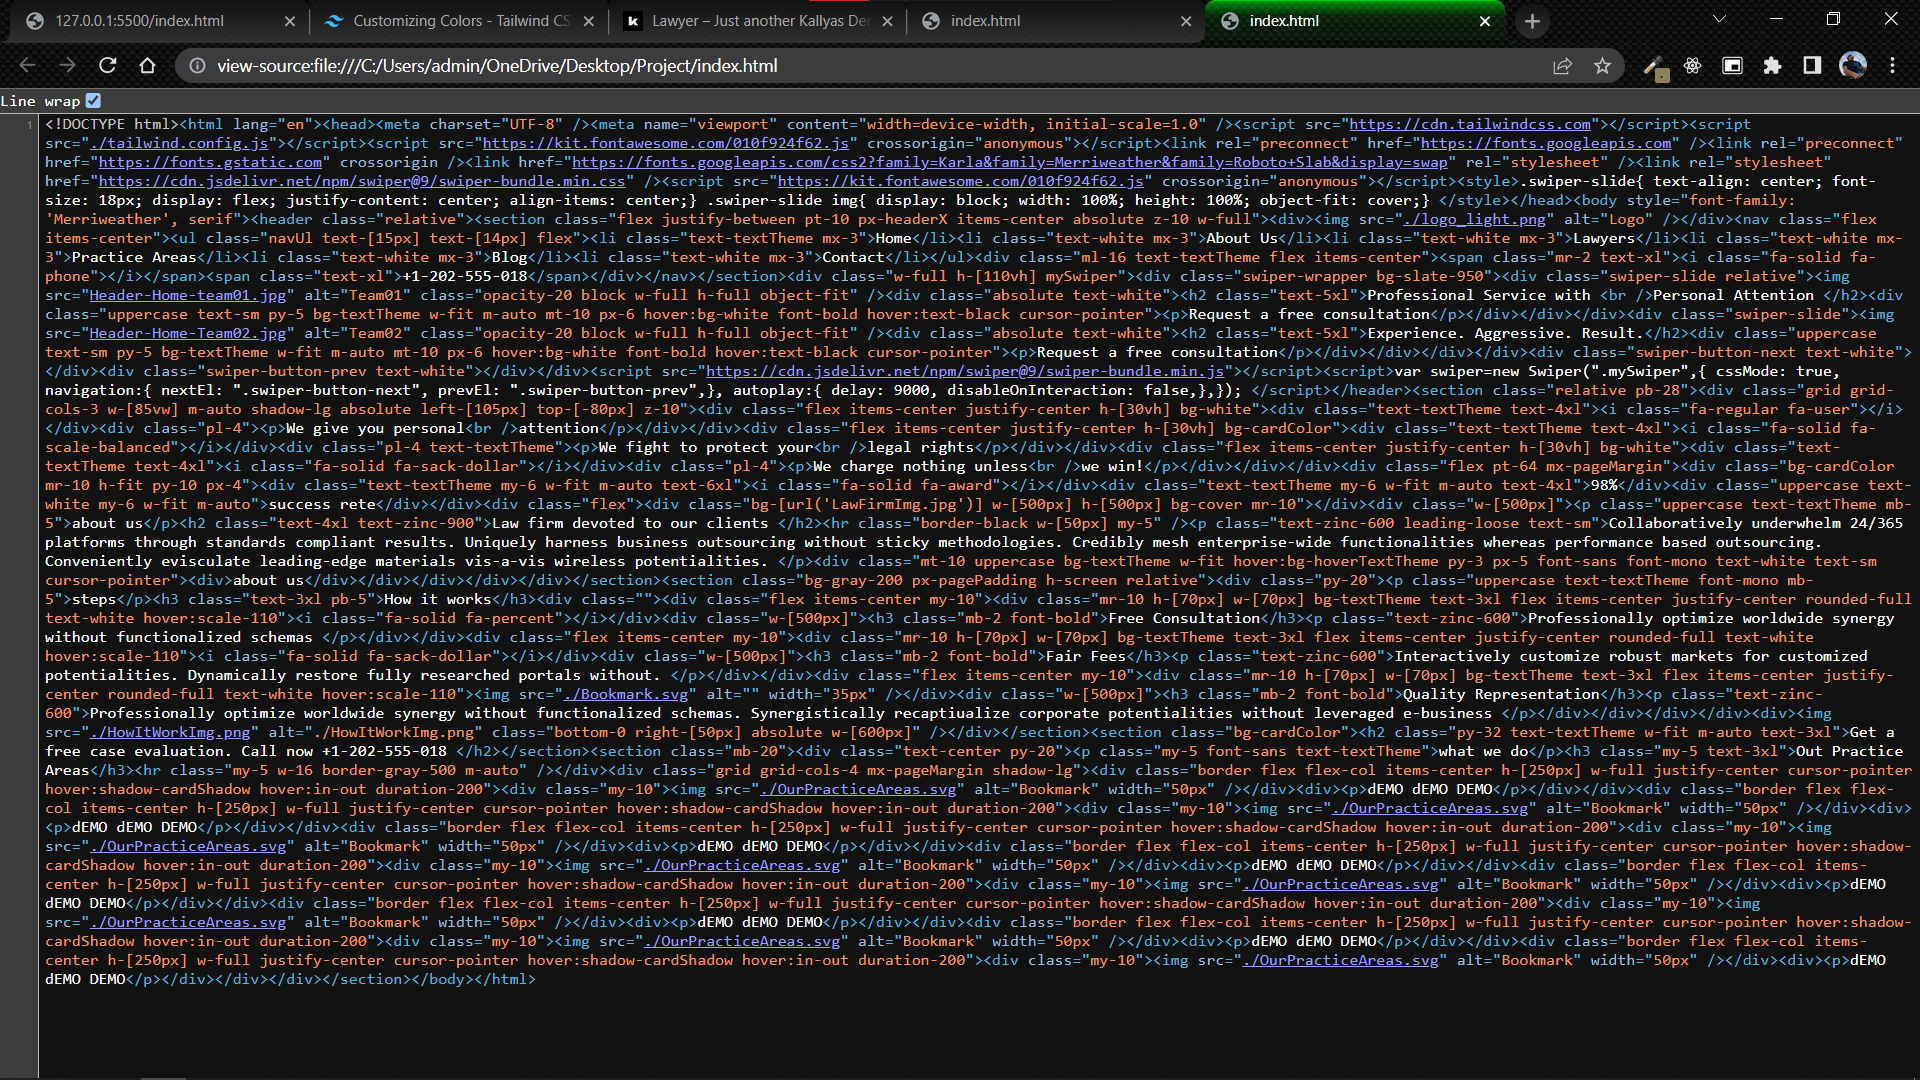 127.0.0.1:5500/index.html
Customizing Colors - Tailwind CS
Lawyer – Just another Kallyas De
index.html
index.html
view-source:file:///C:/Users/admin/OneDrive/Desktop/Project/index.html
Line wrap
1
<!DOCTYPE html><html lang="en"><head><meta charset="UTF-8" /><meta name="viewport" content="width=device-width, initial-scale=1.0" /><script src="https://cdn.tailwindcss.com"></script><script
src="./tailwind.config.js"></script><script src="https://kit.fontawesome.com/010f924f62.js" crossorigin="anonymous"></script><link rel="preconnect" href="https://fonts.googleapis.com" /><link rel="preconnect"
href="https://fonts.gstatic.com" crossorigin /><link href="https://fonts.googleapis.com/css2?family=Karla&family=Merriweather&family=Roboto+Slab&display=swap" rel="stylesheet" /><link rel="stylesheet"
href="https://cdn.jsdelivr.net/npm/swiper@9/swiper-bundle.min.css" /><script src="https://kit.fontawesome.com/010f924f62.js" crossorigin="anonymous"></script><style>.swiper-slide{ text-align: center; font-
size: 18px; display: flex; justify-content: center; align-items: center;} .swiper-slide img{ display: block; width: 100%; height: 100%; object-fit: cover;} </style></head><body style="font-family:
'Merriweather', serif"><header class="relative"><section class="flex justify-between pt-10 px-headerX items-center absolute z-10 w-full"><div><img src="./logo_light.png" alt="Logo" /></div><nav class="flex
items-center"><ul class="navUl text-[15px] text-[14px] flex"><li class="text-textTheme mx-3">Home</li><li class="text-white mx-3">About Us</li><li class="text-white mx-3">Lawyers</li><li class="text-white mx-
3">Practice Areas</li><li class="text-white mx-3">Blog</li><li class="text-white mx-3">Contact</li></ul><div class="ml-16 text-textTheme flex items-center"><span class="mr-2 text-xl"><i class="fa-solid fa-
phone"></i></span><span class="text-xl">+1-202-555-018</span></div></nav></section><div class="w-full h-[110vh] mySwiper"><div class="swiper-wrapper bg-slate-950"><div class="swiper-slide relative"><img
src="Header-Home-team01.jpg" alt="Team01" class="opacity-20 block w-full h-full object-fit" /><div class="absolute text-white"><h2 class="text-5xl">Professional Service with <br />Personal Attention </h2><div
class="uppercase text-sm py-5 bg-textTheme w-fit m-auto mt-10 px-6 hover:bg-white font-bold hover:text-black cursor-pointer"><p>Request a free consultation</p></div></div></div><div class="swiper-slide"><img
src="Header-Home-Team02.jpg" alt="Team02" class="opacity-20 block w-full h-full object-fit" /><div class="absolute text-white"><h2 class="text-5xl">Experience. Aggressive. Result.</h2><div class="uppercase
text-sm py-5 bg-textTheme w-fit m-auto mt-10 px-6 hover:bg-white font-bold hover:text-black cursor-pointer"><p>Request a free consultation</p></div></div></div></div><div class="swiper-button-next text-white">
</div><div class="swiper-button-prev text-white"></div></div><script src="https://cdn.jsdelivr.net/npm/swiper@9/swiper-bundle.min.js"></script><script>var swiper=new Swiper(".mySwiper",{ cssMode: true,
navigation:{ nextEl: ".swiper-button-next", prevEl: ".swiper-button-prev",}, autoplay:{ delay: 9000, disableOnInteraction: false,},}); </script></header><section class="relative pb-28"><div class="grid grid-
cols-3 w-[85vw] m-auto shadow-lg absolute left-[105px] top-[-80px] z-10"><div class="flex items-center justify-center h-[30vh] bg-white"><div class="text-textTheme text-4xl"><i class="fa-regular fa-user"></i>
</div><div class="pl-4"><p>We give you personal<br />attention</p></div></div><div class="flex items-center justify-center h-[30vh] bg-cardColor"><div class="textTheme text-4xl"><i class="fa-solid fa-
scale-balanced"></i></div><div class="pl-4 text-textTheme"><p>We fight to protect your<br />legal rights</p></div></div><div class="flex items-center justify-center h-[30vh] bg-white"><div class="text-
textTheme text-4xl"><i class="fa-solid fa-sack-dollar"></i></div><div class="pl-4"><p>We charge nothing unless<br />we win!</p></div></div></div><div class="flex pt-64 mx-pageMargin"><div class="bg-cardColor
mr-10 h-fit py-10 px-4"><div class="text-textTheme my-6 w-fit m-auto text-6xl"><i class="fa-solid fa-award"></i></div><div class="text-textTheme my-6 w-fit m-auto text-4xl">98%</div><div class="uppercase text-
white my-6 w-fit m-auto">success rete</div></div><div class="flex"><div class="bg-[url('LawFirmImg.jpg')] w-[500px] h-[500px] bg-cover mr-10"></div><div class="w-[500px]"><p class="uppercase text-textTheme mb-
5">about us</p><h2 class="text-4xl text-zinc-900">Law firm devoted to our clients </h2><hr class="border-black w-[50px] my-5" /><p class="text-zinc-600 leading-loose text-sm">Collaboratively underwhelm 24/365
platforms through standards compliant results. Uniquely harness business outsourcing without sticky methodologies. Credibly mesh enterprise-wide functionalities whereas performance based outsourcing.
Conveniently evisculate leading-edge materials vis-a-vis wireless potentialities. </p><div class="mt-10 uppercase bg-textTheme w-fit hover:bg-hoverTextTheme py-3 px-5 font-sans font-mono text-white text-sm
cursor-pointer"><div>about us</div></div></div></div></div></section><section class="bg-gray-200 px-pagePadding h-screen relative"><div class="py-20"><p class="uppercase text-textTheme font-mono mb-
5">steps</p><h3 class="text-3xl pb-5">How it works</h3><div class=""><div class="flex items-center my-10"><div class="mr-10 h-[70px] w-[70px] bg-textTheme text-3xl flex items-center justify-center rounded-full
text-white hover:scale-110"><i class="fa-solid fa-percent"></i></div><div class="w-[500px]"><h3 class="mb-2 font-bold">Free Consultation</h3><p class="text-zinc-600">Professionally optimize worldwide synergy
without functionalized schemas </p></div></div><div class="flex items-center my-10"><div class="mr-10 h-[70px] w-[70px] bg-textTheme text-3xl flex items-center justify-center rounded-full text-white
hover:scale-110"><i class="fa-solid fa-sack-dollar"></i></div><div class="w-[500px]"><h3 class="mb-2 font-bold">Fair Fees</h3><p class="text-zinc-600">Interactively customize robust markets for customized
potentialities. Dynamically restore fully researched portals without. </p></div></div><div class="flex items-center my-10"><div class="mr-10 h-[70px] w-[70px] bg-textTheme text-3xl flex items-center justify-
center rounded-full text-white hover:scale-110"><img src="./Bookmark.svg" alt="" width="35px" /></div><div class="w-[500px]"><h3 class="mb-2 font-bold">Quality Representation</h3><p class="text-zinc-
600">Professionally optimize worldwide synergy without functionalized schemas. Synergistically recaptiualize corporate potentialities without leveraged e-business </p></div></div></div></div><div><img
src="./HowItWorkImg.png" alt="./HowItWorkImg.png" class="bottom-0 right-[50px] absolute w-[600px]" /></div></section><section class="bg-cardColor"><h2 class="py-32 text-textTheme w-fit m-auto text-3xl">Get a
free case evaluation. Call now +1-202-555-018 </h2></section><section class="mb-20"><div class="text-center py-20"><p class="my-5 font-sans text-textTheme">what we do</p><h3 class="my-5 text-3xl">Out Practice
Areas</h3><hr class="my-5 w-16 border-gray-500 m-auto" /></div><div class="grid grid-cols-4 mx-pageMargin shadow-lg"><div class="border flex flex-col items-center h-[250px] w-full justify-center cursor-pointer
hover:shadow-cardShadow hover:in-out duration-200"><div class="my-10"><img src="./OurPracticeAreas.svg" alt="Bookmark" width="50px" /></div><div><p>dEMO dEMO DEMO</p></div></div><div class="border flex flex-
col items-center h-[250px] w-full justify-center cursor-pointer hover:shadow-cardShadow hover:in-out duration-200"><div class="my-10"><img src="./OurPracticeAreas.svg" alt="Bookmark" width="50px" /></div><div>
<p>dEMO dEMO DEMO</p></div></div><div class="border flex flex-col items-center h-[250px] w-full justify-center cursor-pointer hover:shadow-cardShadow hover:in-out duration-200"><div class="my-10"><img
src="./OurPracticeAreas.svg" alt="Bookmark" width="50px" /></div><div><p>dEMO dEMO DEMO</p></div></div><div class="border flex flex-col items-center h-[250px] w-full justify-center cursor-pointer hover:shadow-
cardShadow hover:in-out duration-200"><div class="my-10"><img src="./OurPracticeAreas.svg" alt="Bookmark" width="50px" /></div><div><p>dEMO dEMO DEMO</p></div></div><div class="border flex flex-col items-
center h-[250px] w-full justify-center cursor-pointer hover:shadow-cardShadow hover:in-out duration-200"><div class="my-10"><img src="./OurPracticeAreas.svg" alt="Bookmark" width="50px" /></div><div><p>dEMO
dEMO DEMO</p></div></div><div class="border flex flex-col items-center h-[250px] w-full justify-center cursor-pointer hover:shadow-cardShadow hover:in-out duration-200"><div class="my-10"><img
src="./OurPracticeAreas.svg" alt="Bookmark" width="50px" /></div><div><p>dEMO dEMO DEMO</p></div></div><div class="border flex flex-col items-center h-[250px] w-full justify-center cursor-pointer hover:shadow-
cardShadow hover:in-out duration-200"><div class="my-10"><img src="./OurPracticeAreas.svg" alt="Bookmark" width="50px" /></div><div><p>dEMO dEMO DEMO</p></div></div><div class="border flex flex-col items-
center h-[250px] w-full justify-center cursor-pointer hover:shadow-cardShadow hover:in-out duration-200"><div class="my-10"><img src="./OurPracticeAreas.svg" alt="Bookmark" width="50px" /></div><div><p>dEMO
dEMO DEMO</p></div></div></div></section></body></html>